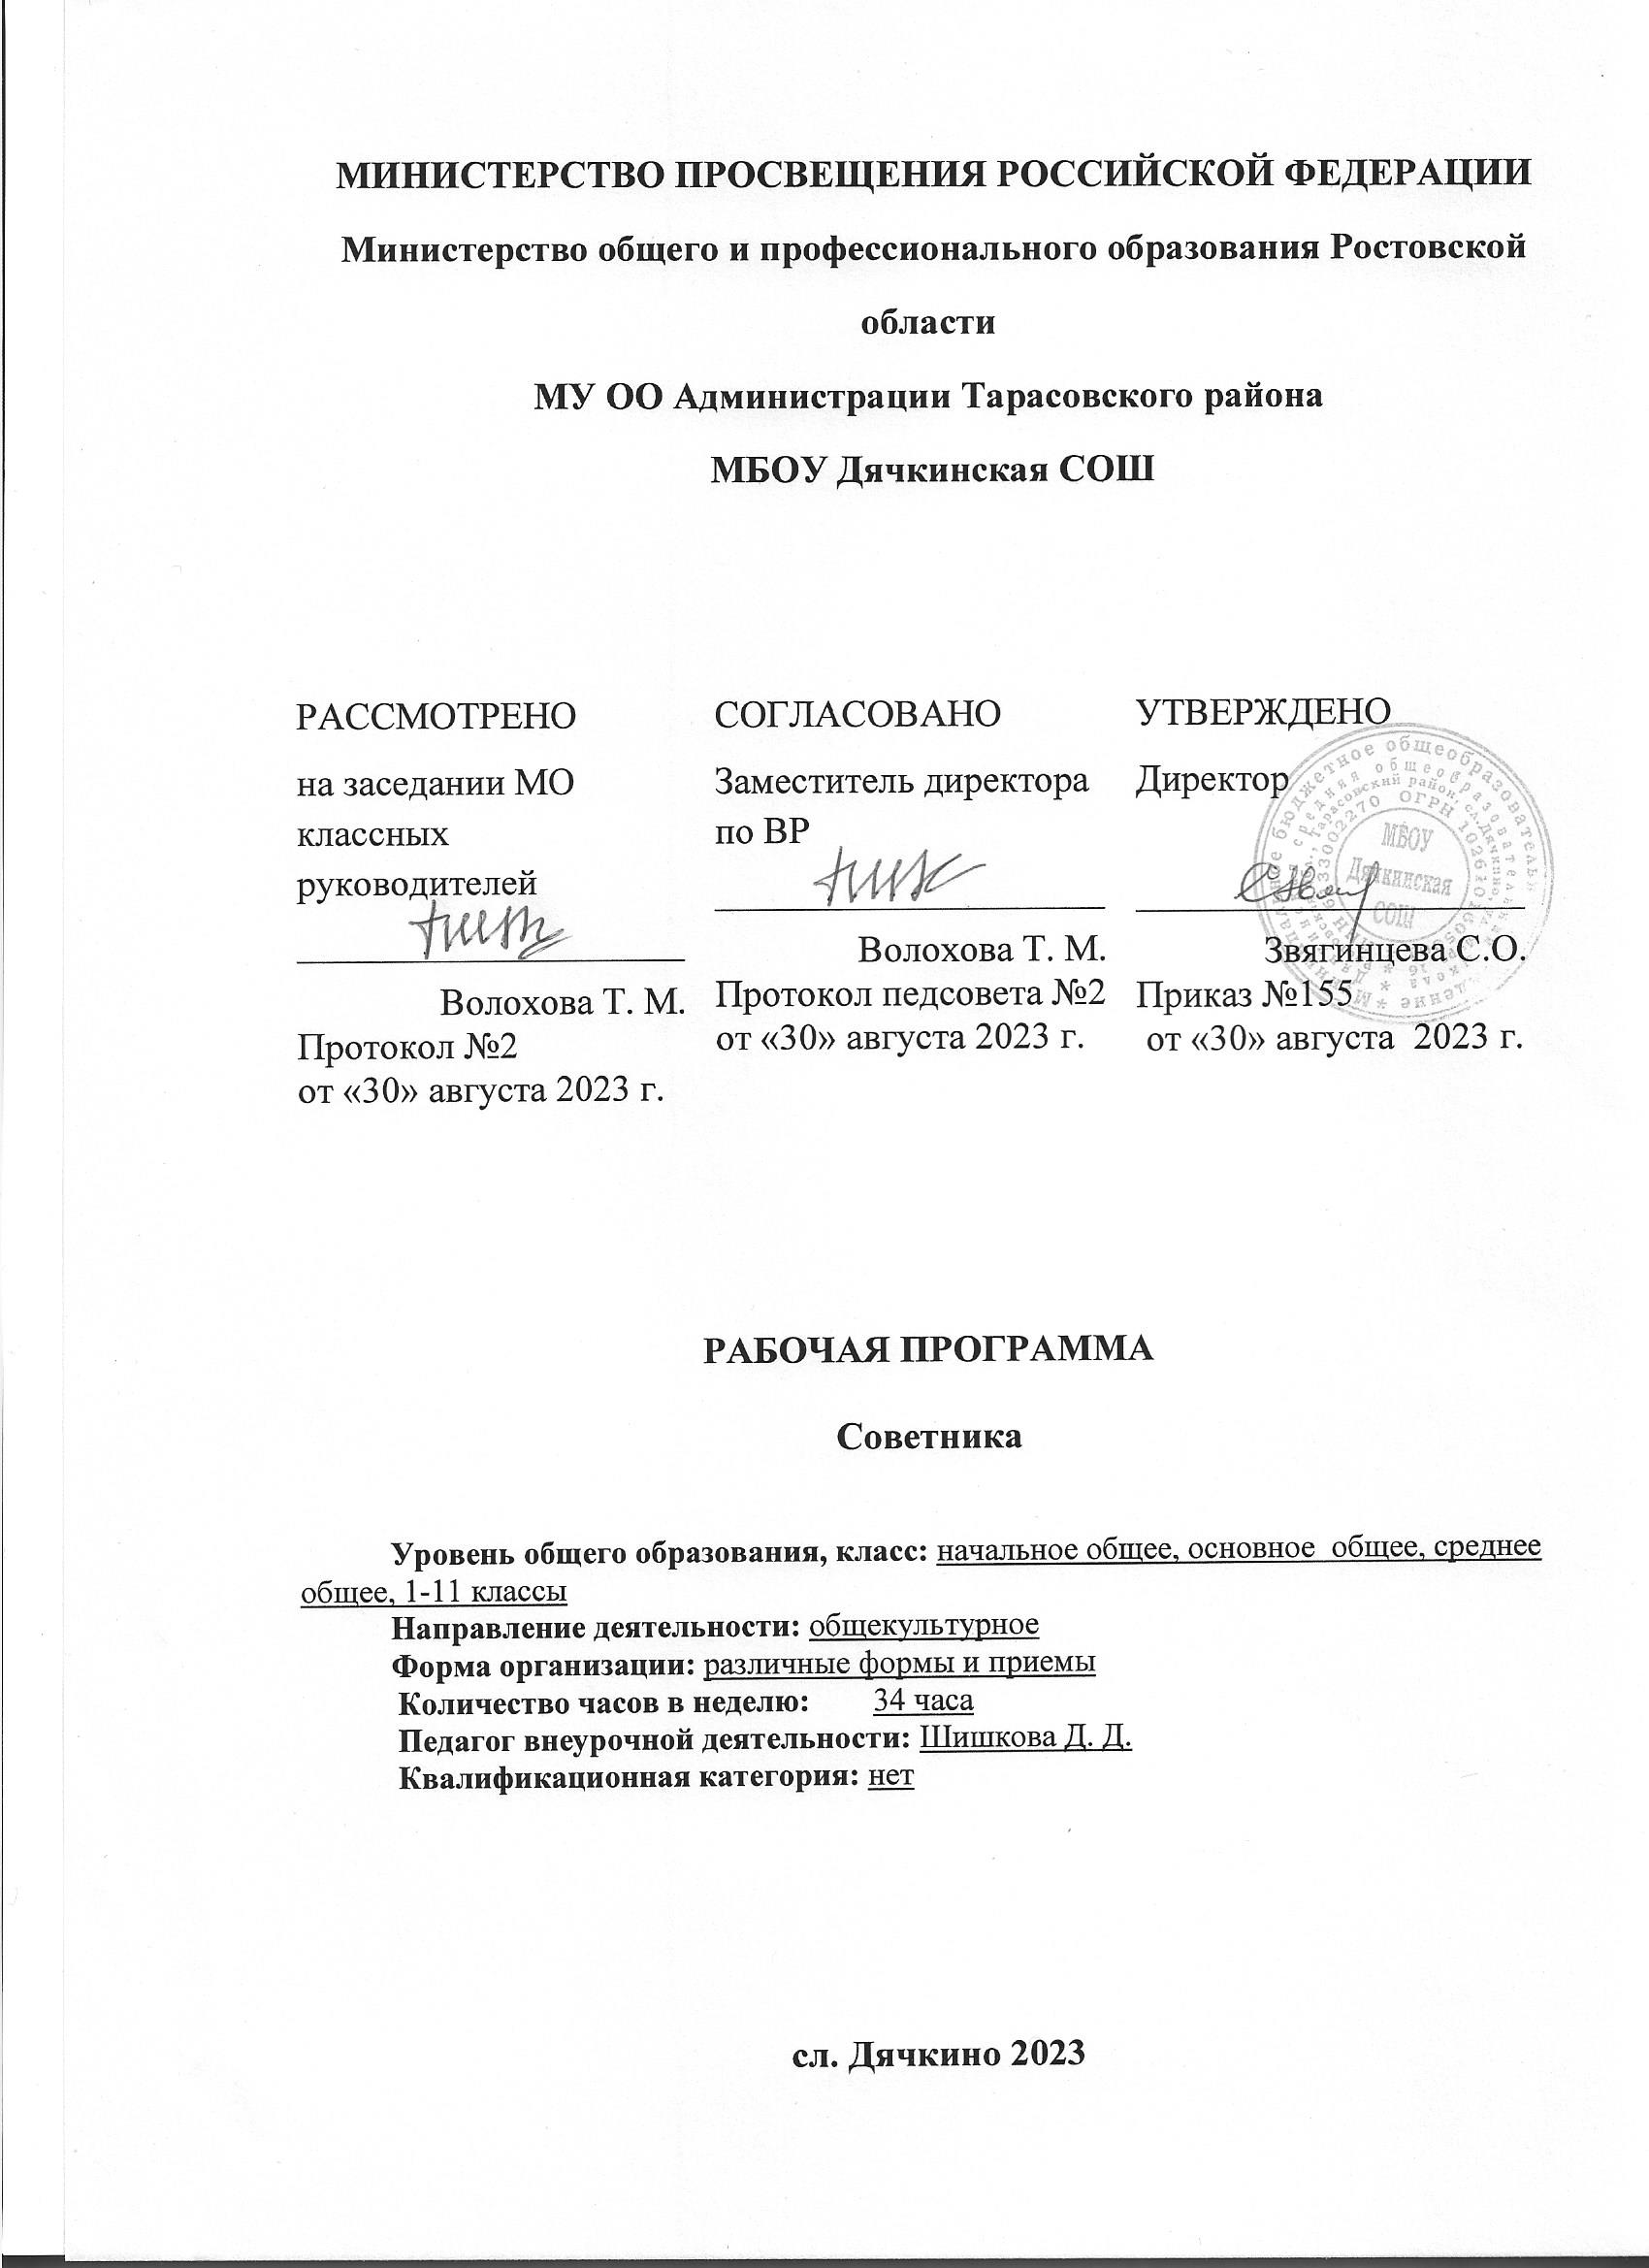 МИНИСТЕРСТВО ПРОСВЕЩЕНИЯ РОССИЙСКОЙ ФЕДЕРАЦИИ
Министерство общего и профессионального образования Ростовской
области
МУ ОО Администрации Тарасовского района
МБОУ Дячкинская СОШ
РАССМОТРЕНО
на заседании МО
классных
руководителей
Волохова Т. М.
Протокол №2
от «30» августа 2023 г.
СОГЛАСОВАНО
Заместитель директора
по ВР
Волохова Т. М.
Протокол педсовета №2
от «30» августа 2023 г.
УТВЕРЖДЕНО
Директор
МБОУ
Дячкинская
СОШ
Звягинцева С.О.
Приказ №155
от «30» августа 2023 г.
РАБОЧАЯ ПРОГРАММА
Советника
Уровень общего образования, класс: начальное общее, основное общее, среднее
общее, 1-11 классы
Направление деятельности: общекультурное
Форма организации: различные формы и приемы
Количество часов в неделю: 34 часа
Педагог внеурочной деятельности: Шишкова Д. Д.
Квалификационная категория: нет
сл. Дячкино 2023